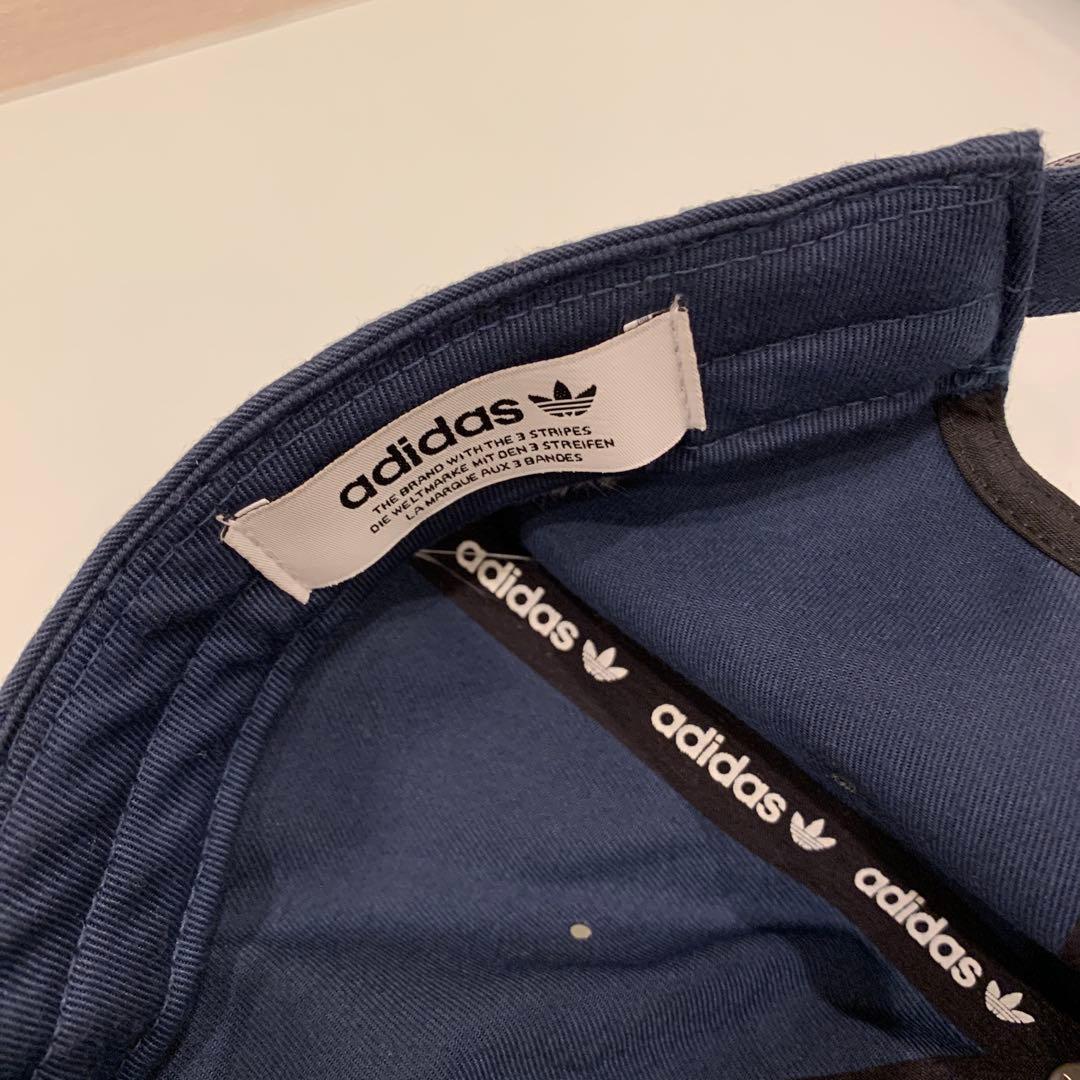 adidas
THE BRAND WITH THE 3 STRIPES
DIE WELTMARKE MIT DEN 3 STREIFEN
LA MARQUE AUX 3 BANDES
adidas
adidas
adidas